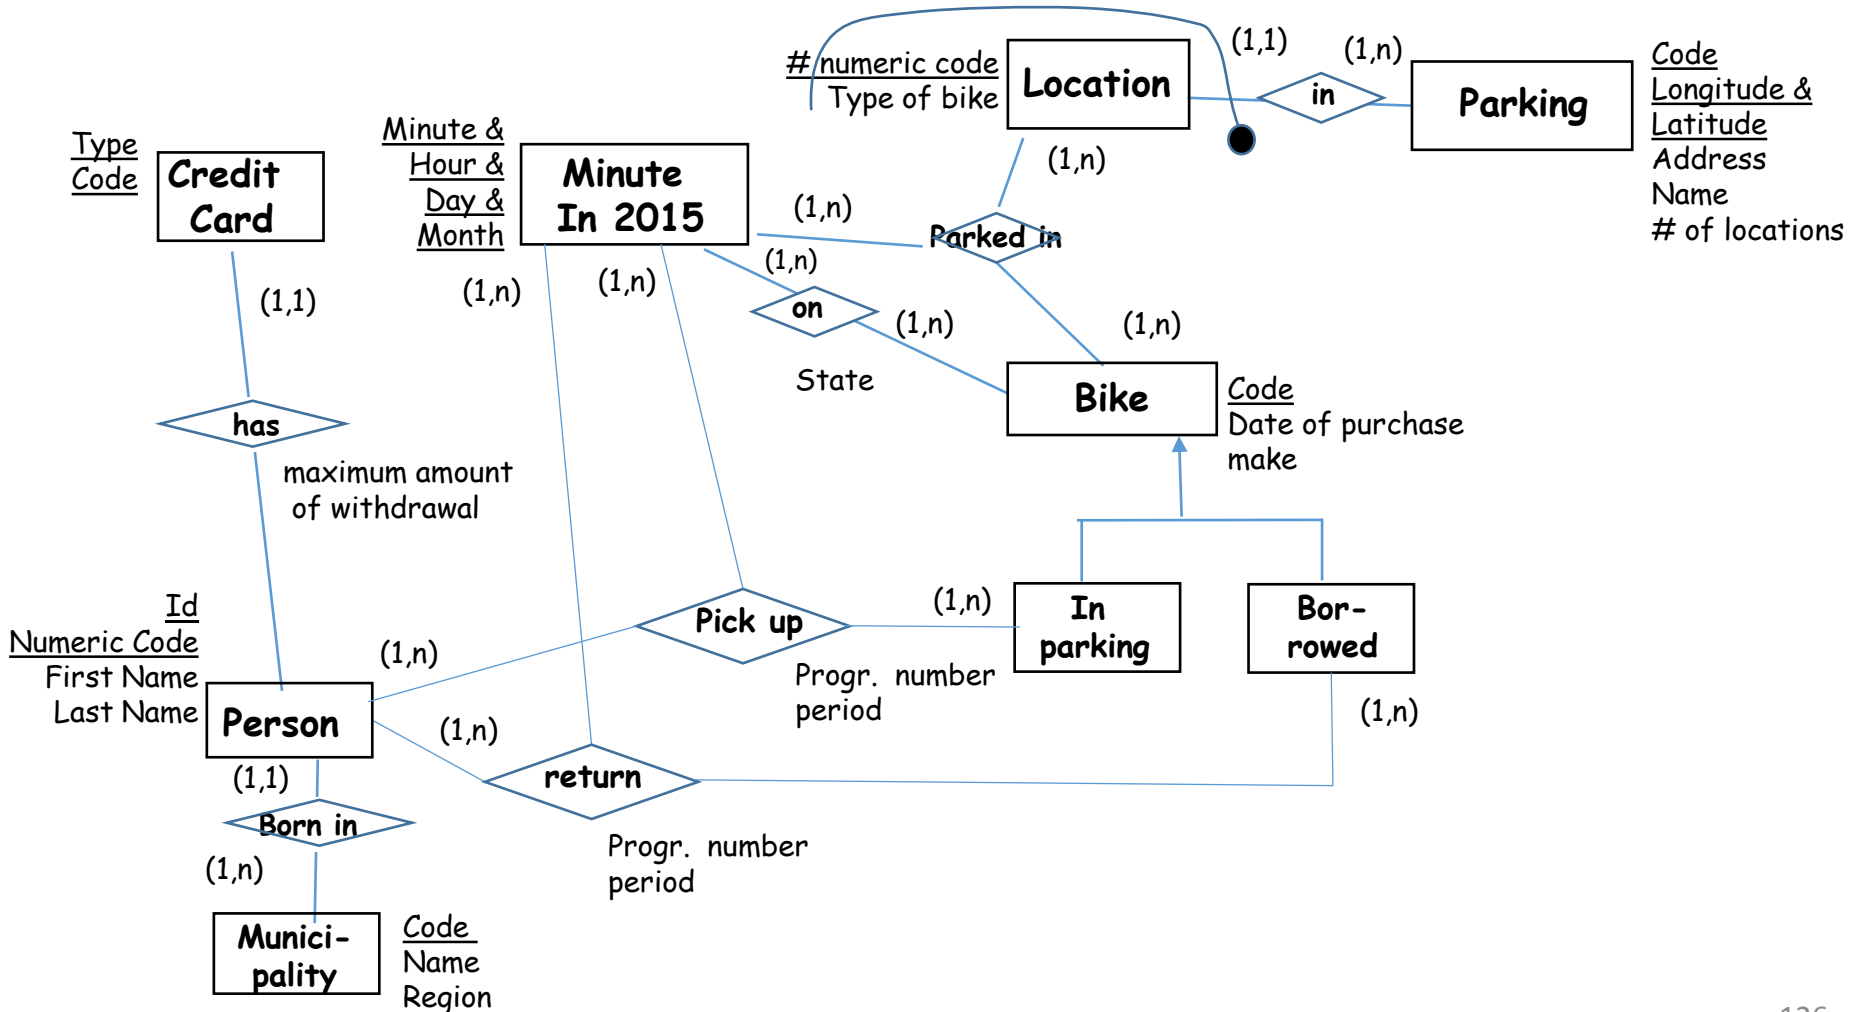 (1,1)
(1,n)
# numeric code
Type of bike
Location
in
Parking
Code
Longitude &
Latitude
Address
Name
# of locations
Type
Code
Credit
Card
Minute &
Hour &
Day &
Month
Minute
In 2015
(1,n)
(1,n)
Parked in
(1,n)
(1,n)
(1,n)
(1,1)
on
(1,n)
(1,n)
State
Bike
Code
Date of purchase
make
has
maximum amount
of withdrawal
Id
Numeric Code
First Name
Last Name
Person
(1,n)
Pick up
(1,n)
In
parking
Bor-
rowed
Progr. number
period
(1,n)
(1,n)
return
(1,1)
Born in
(1,n)
Progr. number
period
Munici-
pality
Code
Name
Region